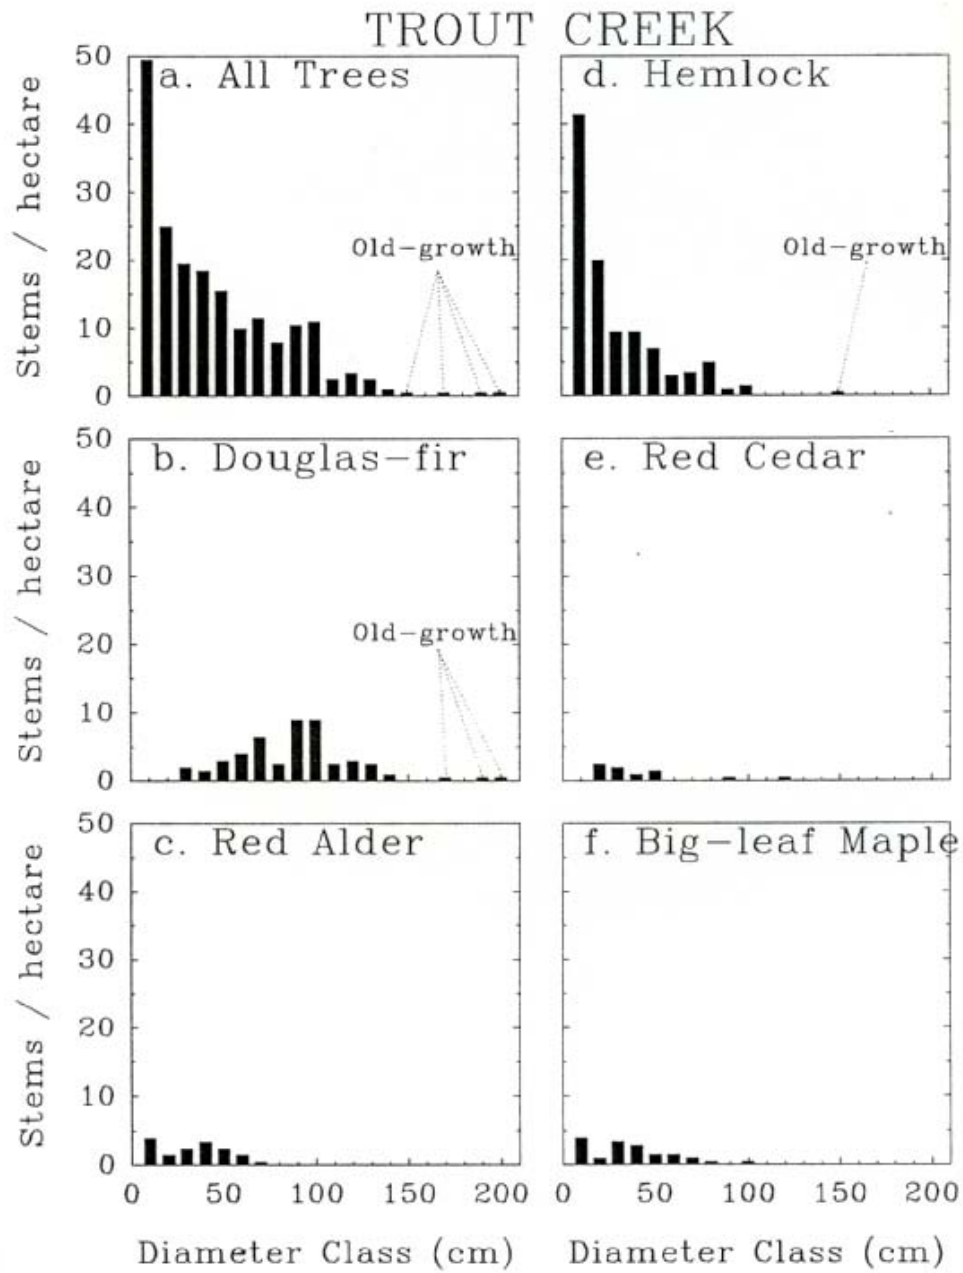 TROUT CREEK
a. All Trees
50
40
30
20
10
0
Stems / hectare
Old-growth
d. Hemlock
Old-growth
b. Douglas-fir
50
40
30
20
10
0
Stems / hectare
Old-growth
e. Red Cedar
c. Red Alder
50
40
30
20
10
0
Stems / hectare
0 50 100 150 200
Diameter Class (cm)
f. Big-leaf Maple
0 50 100 150 200
Diameter Class (cm)